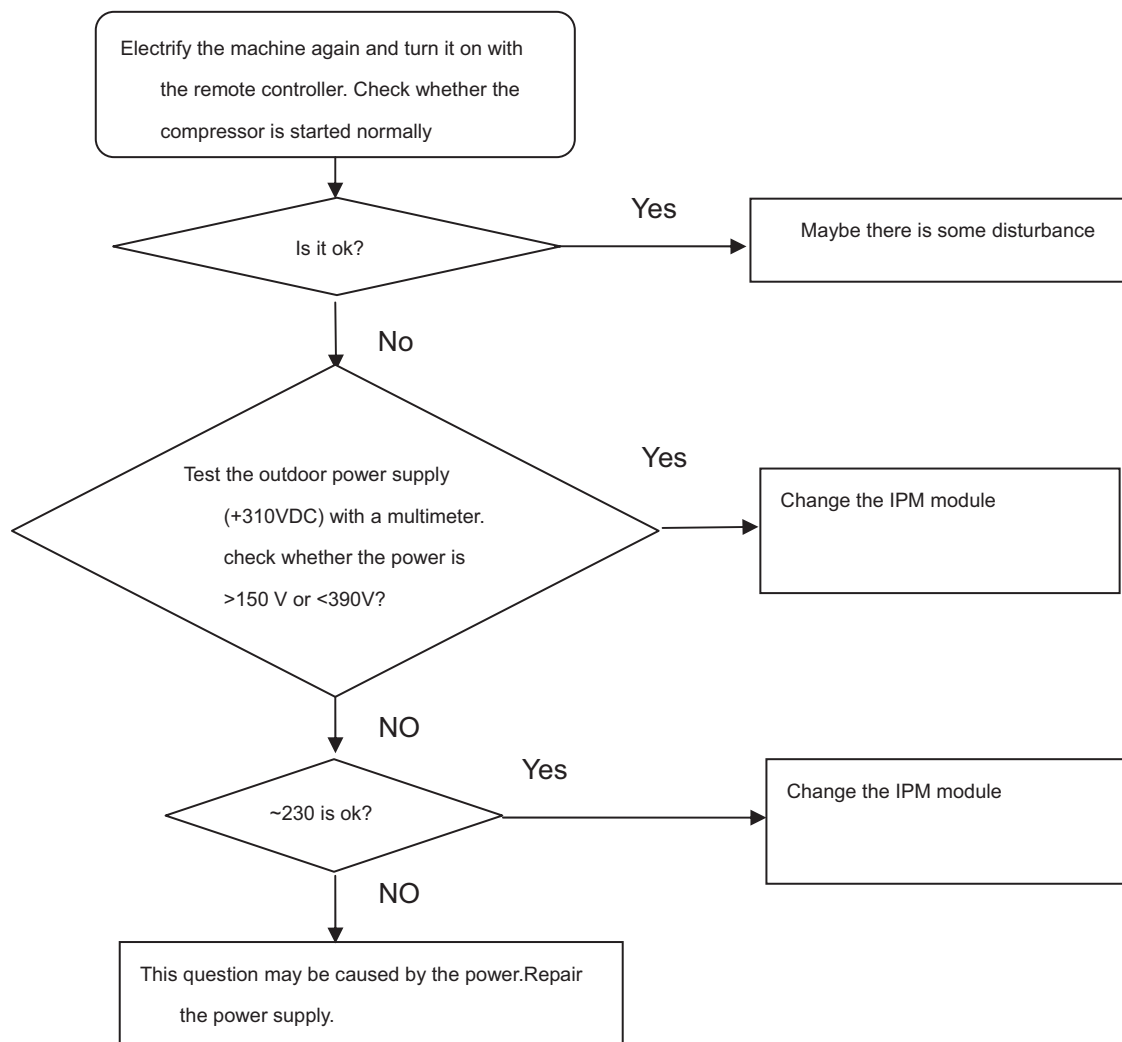 Electrify the machine again and turn it on with
the remote controller. Check whether the
compressor is started normally
Is it ok?
Yes
Maybe there is some disturbance
No
Test the outdoor power supply
(+310VDC) with a multimeter.
check whether the power is
>150 V or <390V?
Yes
Change the IPM module
NO
~230 is ok?
Yes
Change the IPM module
NO
This question may be caused by the power.Repair
the power supply.